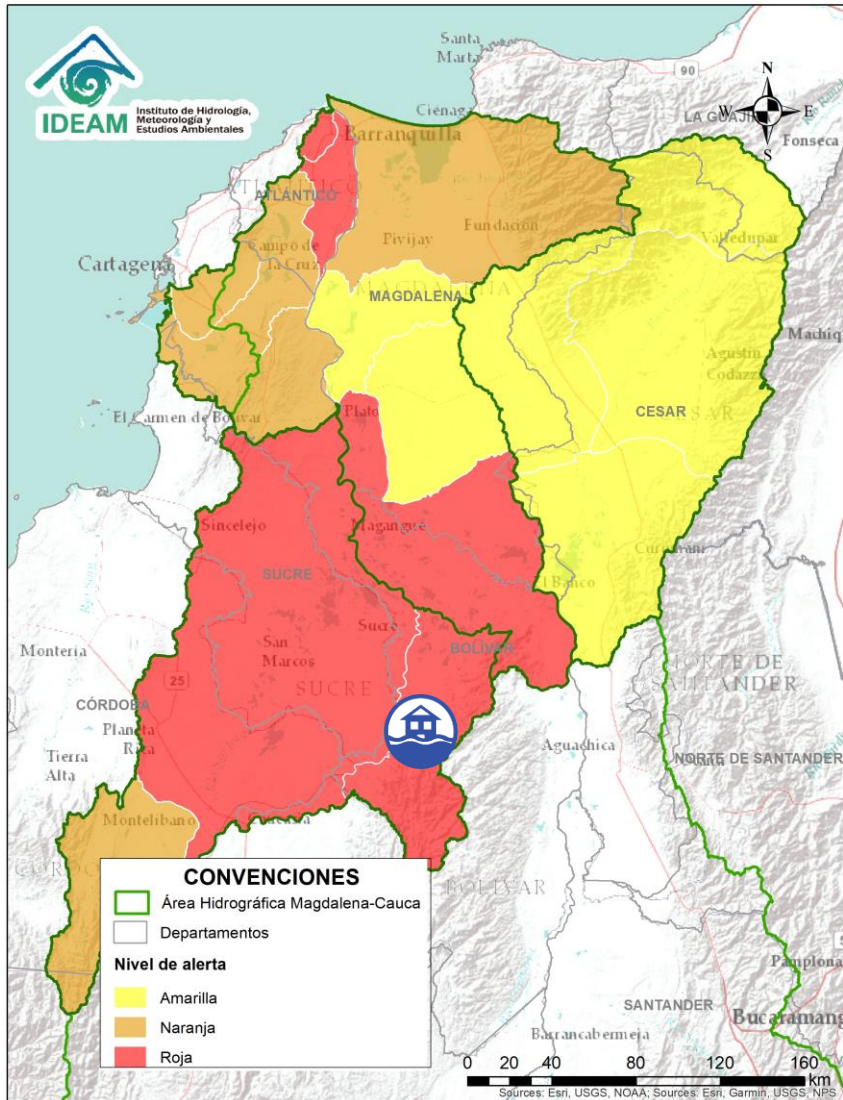 IDEAM
Instituto de Hidrología,
Meteorología y
Estudios Ambientales
Santa
Marta
90
N
W
E
S
Ciénaga
LA GUAJI
Fonseca
Barranquilla
ATLÁNTICO
Campo de
la Cruz
Pivijay
Fundación
Valledupar
Cartagena
MAGDALENA
Machiq
Agustín
Codazzi
CESAR
El Carmen de Bolívar
Plato
Sincelejo
Magangué
Curumaní
El Banco
SUCRE
Sucre
Montería
San
Marcos
BOLÍVAR
NORTE DE
SANTANDER
25
SUCRE
CÓRDOBA
Planeta
Rica
Aguachica
Tierra
Alta
NORTE DE SANTANDER
Montelíbano
Caucasia
BOLÍVAR
CONVENCIONES
Área Hidrográfica Magdalena-Cauca
Departamentos
Nivel de alerta
Amarilla
Naranja
Roja
Pamplona
SANTANDER
Bucaramang
Barrancabermeja
0 20 40 80 120 160
km
Sources: Esri, USGS, NOAA; Sources: Esri, Garmin, USGS, NPS